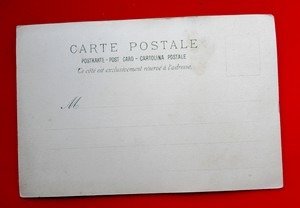 CARTE POSTALE
POSTKARTE - POST CARD - CARTOLINA POSTALE
Ce côté est exclusivement réservé à l'adresse.
M